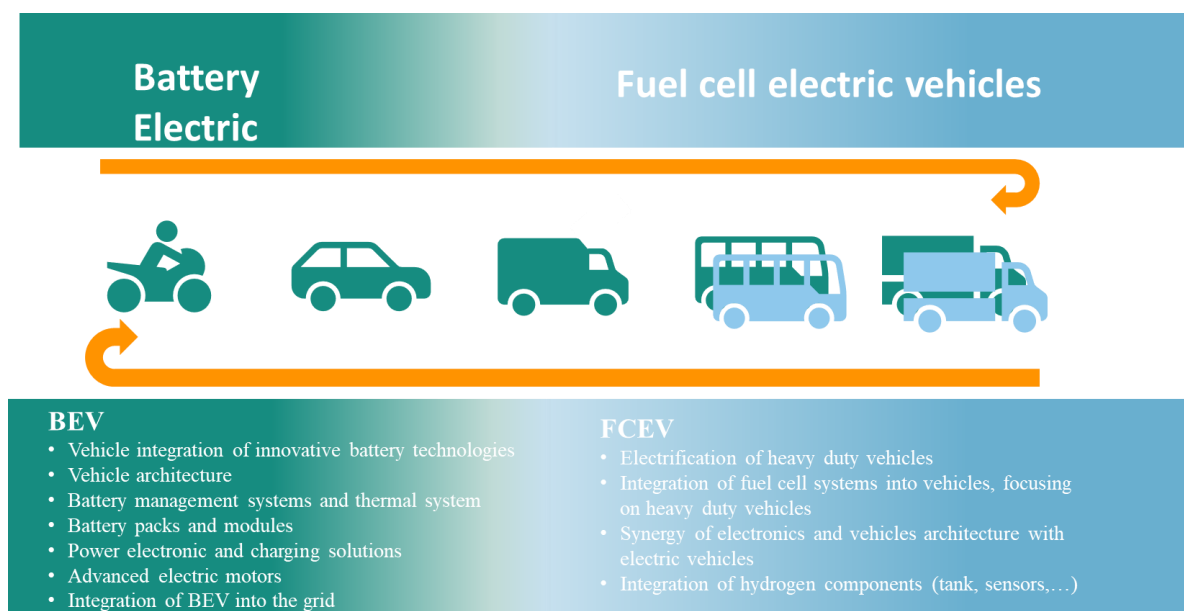 Battery
Electric
Fuel cell electric vehicles
BEV
• Vehicle integration of innovative battery technologies
• Vehicle architecture
• Battery management systems and thermal system
• Battery packs and modules
• Power electronic and charging solutions
• Advanced electric motors
• Integration of BEV into the grid
FCEV
• Electrification of heavy duty vehicles
• Integration of fuel cell systems into vehicles, focusing
on heavy duty vehicles
• Synergy of electronics and vehicles architecture with
electric vehicles
• Integration of hydrogen components (tank, sensors,…)